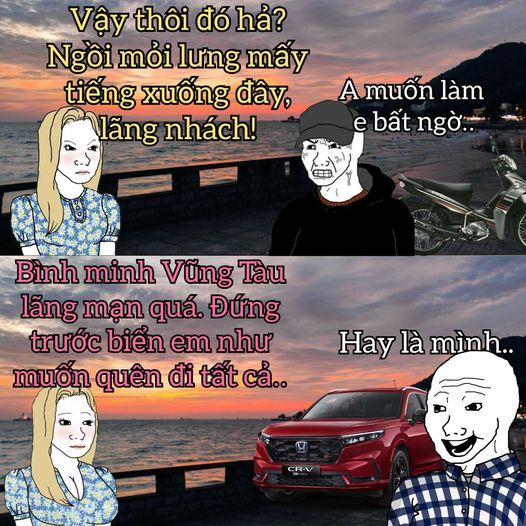 Vậy thôi đó hả?
Ngồi mỏi lưng mấy
tiếng xuống đây,
lãng nhách!
A muốn làm
e bất ngờ..
Bình minh Vũng Tàu
lãng mạn quá. Đứng
trước biển em như
muốn quên đi tất cả..
Hay là mình..
CR-V